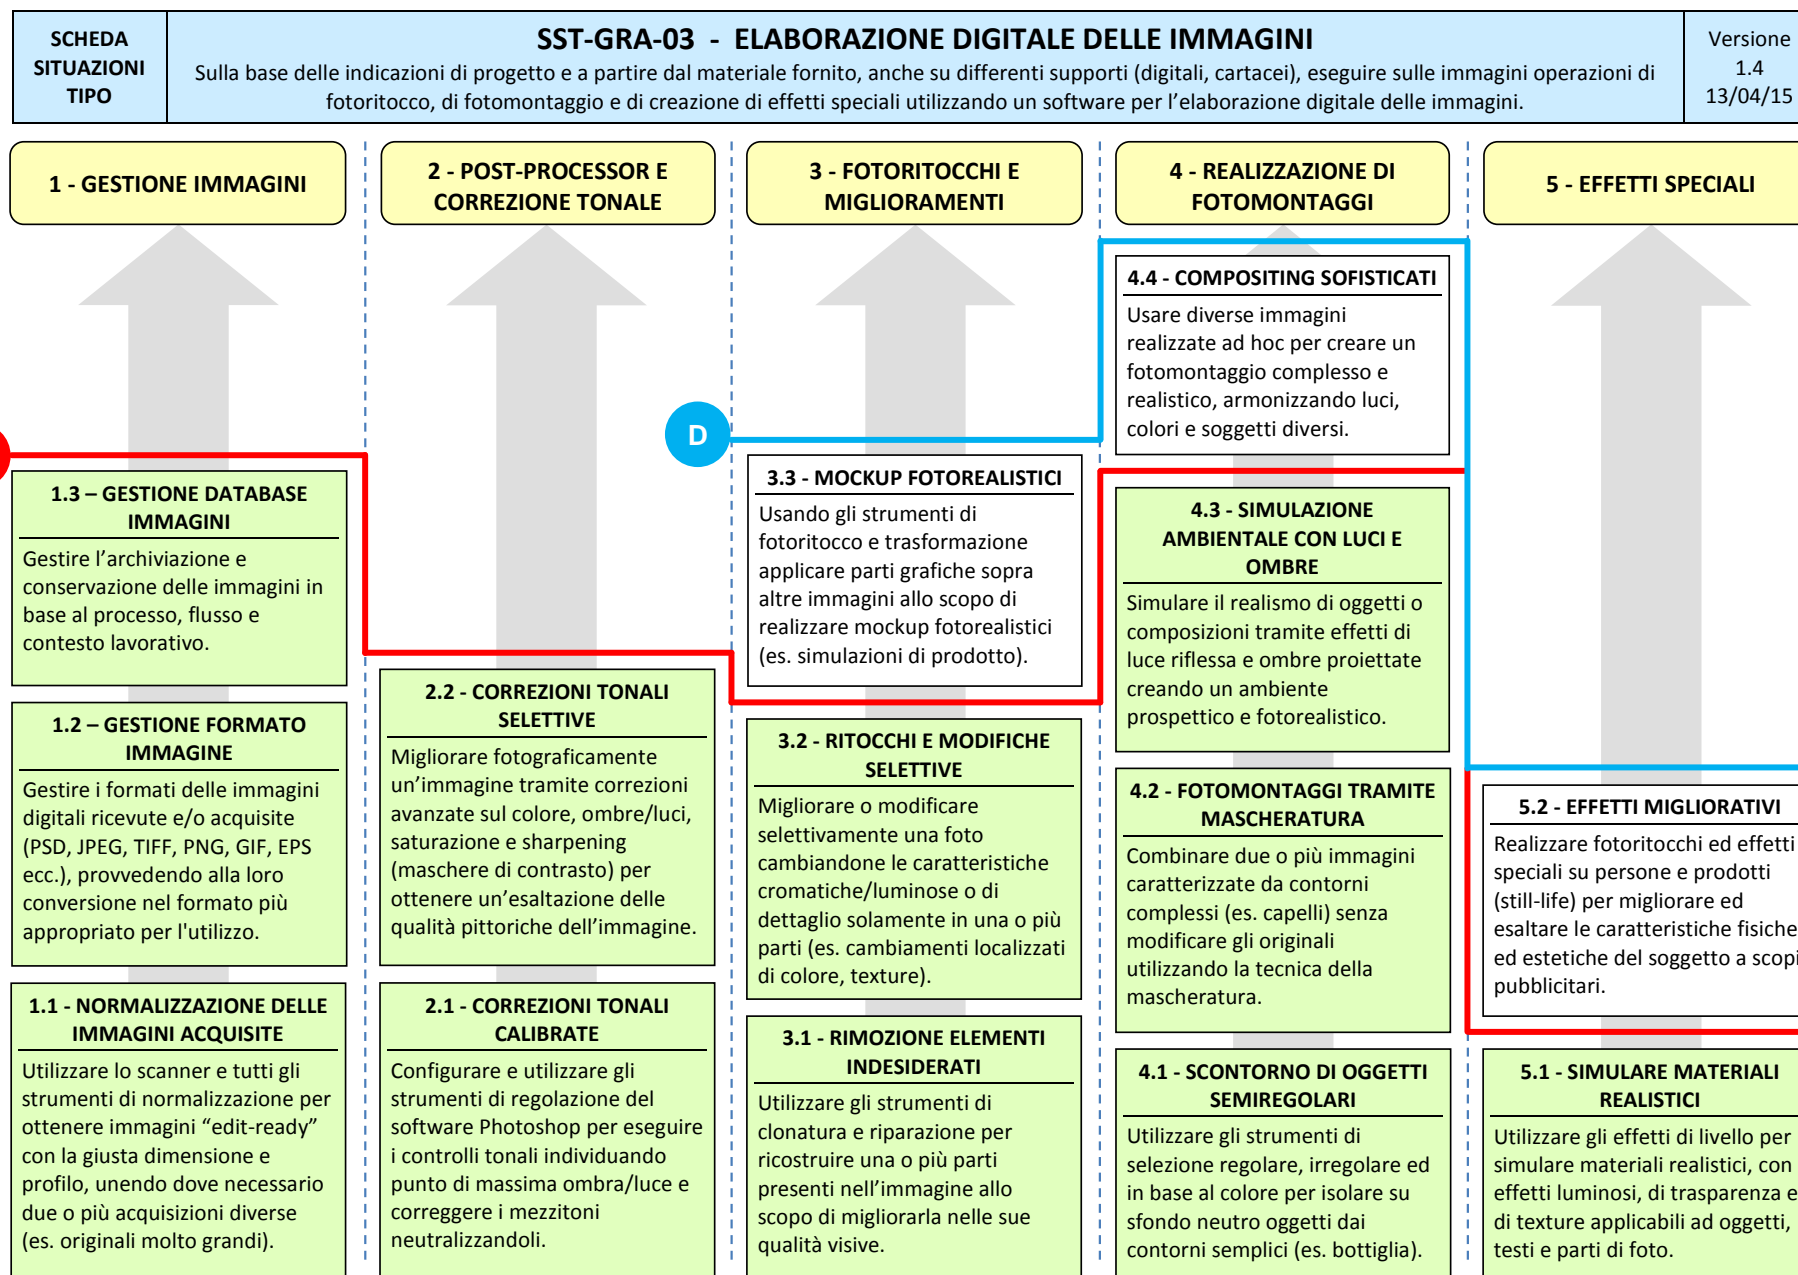 SCHEDA
SITUAZIONI
TIPO
SST-GRA-03 - ELABORAZIONE DIGITALE DELLE IMMAGINI
Sulla base delle indicazioni di progetto e a partire dal materiale fornito, anche su differenti supporti (digitali, cartacei), eseguire sulle immagini operazioni di
fotoritocco, di fotomontaggio e di creazione di effetti speciali utilizzando un software per l’elaborazione digitale delle immagini.
Versione
1.4
13/04/15
1 - GESTIONE IMMAGINI
1.3 – GESTIONE DATABASE
IMMAGINI
Gestire l’archiviazione e
conservazione delle immagini in
base al processo, flusso e
contesto lavorativo.
1.2 – GESTIONE FORMATO
IMMAGINE
Gestire i formati delle immagini
digitali ricevute e/o acquisite
(PSD, JPEG, TIFF, PNG, GIF, EPS
ecc.), provvedendo alla loro
conversione nel formato più
appropriato per l'utilizzo.
1.1 - NORMALIZZAZIONE DELLE
IMMAGINI ACQUISITE
Utilizzare lo scanner e tutti gli
strumenti di normalizzazione per
ottenere immagini “edit-ready”
con la giusta dimensione e
profilo, unendo dove necessario
due o più acquisizioni diverse
(es. originali molto grandi).
2 - POST-PROCESSOR E
CORREZIONE TONALE
2.2 - CORREZIONI TONALI
SELETTIVE
Migliorare fotograficamente
un’immagine tramite correzioni
avanzate sul colore, ombre/luci,
saturazione e sharpening
(maschere di contrasto) per
ottenere un’esaltazione delle
qualità pittoriche dell’immagine.
2.1 - CORREZIONI TONALI
CALIBRATE
Configurare e utilizzare gli
strumenti di regolazione del
software Photoshop per eseguire
i controlli tonali individuando
punto di massima ombra/luce e
correggere i mezzitoni
neutralizzandoli.
3 - FOTORITOCCHI E
MIGLIORAMENTI
D
3.3 - MOCKUP FOTOREALISTICI
Usando gli strumenti di
fotoritocco e trasformazione
applicare parti grafiche sopra
altre immagini allo scopo di
realizzare mockup fotorealistici
(es. simulazioni di prodotto).
3.2 - RITOCCHI E MODIFICHE
SELETTIVE
Migliorare o modificare
selettivamente una foto
cambiandone le caratteristiche
cromatiche/luminose o di
dettaglio solamente in una o più
parti (es. cambiamenti localizzati
di colore, texture).
3.1 - RIMOZIONE ELEMENTI
INDESIDERATI
Utilizzare gli strumenti di
clonatura e riparazione per
ricostruire una o più parti
presenti nell’immagine allo
scopo di migliorarla nelle sue
qualità visive.
4 - REALIZZAZIONE DI
FOTOMONTAGGI
4.4 - COMPOSITING SOFISTICATI
Usare diverse immagini
realizzate ad hoc per creare un
fotomontaggio complesso e
realistico, armonizzando luci,
colori e soggetti diversi.
4.3 - SIMULAZIONE
AMBIENTALE CON LUCI E
OMBRE
Simulare il realismo di oggetti o
composizioni tramite effetti di
luce riflessa e ombre proiettate
creando un ambiente
prospettico e fotorealistico.
4.2 - FOTOMONTAGGI TRAMITE
MASCHERATURA
Combinare due o più immagini
caratterizzate da contorni
complessi (es. capelli) senza
modificare gli originali
utilizzando la tecnica della
mascheratura.
4.1 - SCONTORNO DI OGGETTI
SEMIREGOLARI
Utilizzare gli strumenti di
selezione regolare, irregolare ed
in base al colore per isolare su
sfondo neutro oggetti dai
contorni semplici (es. bottiglia).
5 - EFFETTI SPECIALI
5.2 - EFFETTI MIGLIORATIVI
Realizzare fotoritocchi ed effetti
speciali su persone e prodotti
(still-life) per migliorare ed
esaltare le caratteristiche fisiche
ed estetiche del soggetto a scopi
pubblicitari.
5.1 - SIMULARE MATERIALI
REALISTICI
Utilizzare gli effetti di livello per
simulare materiali realistici, con
effetti luminosi, di trasparenza e
di texture applicabili ad oggetti,
testi e parti di foto.